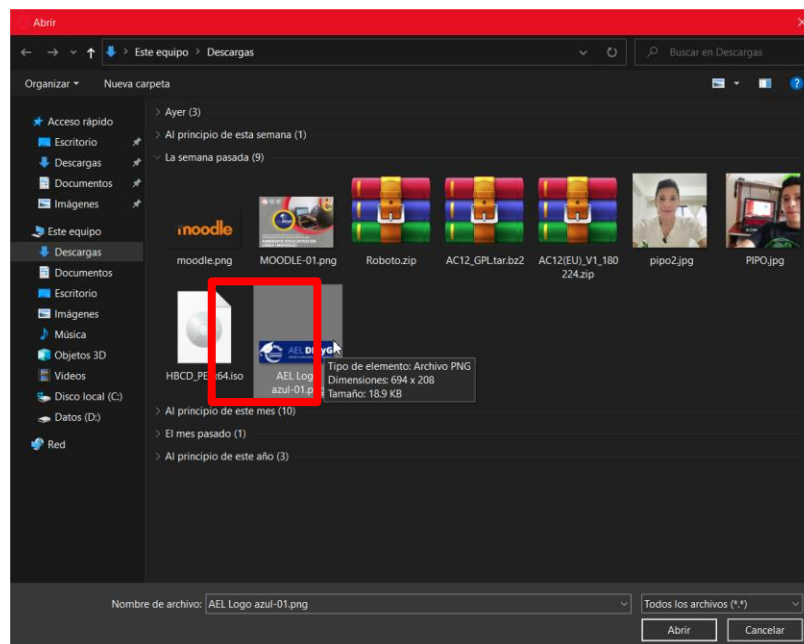 Abrir
Este equipo > Descargas
Buscar en Descargas
Organizar
Nueva carpeta
Acceso rápido
Escritorio
Descargas
Documentos
Imágenes
Este equipo
Descargas
Documentos
Escritorio
Imágenes
Música
Objetos 3D
Videos
Disco local (C:)
Datos (D:)
Red
Ayer (3)
Al principio de esta semana (1)
La semana pasada (9)
moodle
moodle.png
MOODLE-01.png
Roboto.zip
AC12_GPL.tar.bz2
AC12(EU)_V1_180
224.zip
pipo2.jpg
PIPO.jpg
HBCD_PE_x64.iso
AEL Logo
azul-01.png
Tipo de elemento: Archivo PNG
Dimensiones: 694 x 208
Tamaño: 18.9 KB
Al principio de este mes (10)
El mes pasado (1)
Al principio de este año (3)
Nombre de archivo:
AEL Logo azul-01.png
Todos los archivos (*.*)
Abrir
Cancelar